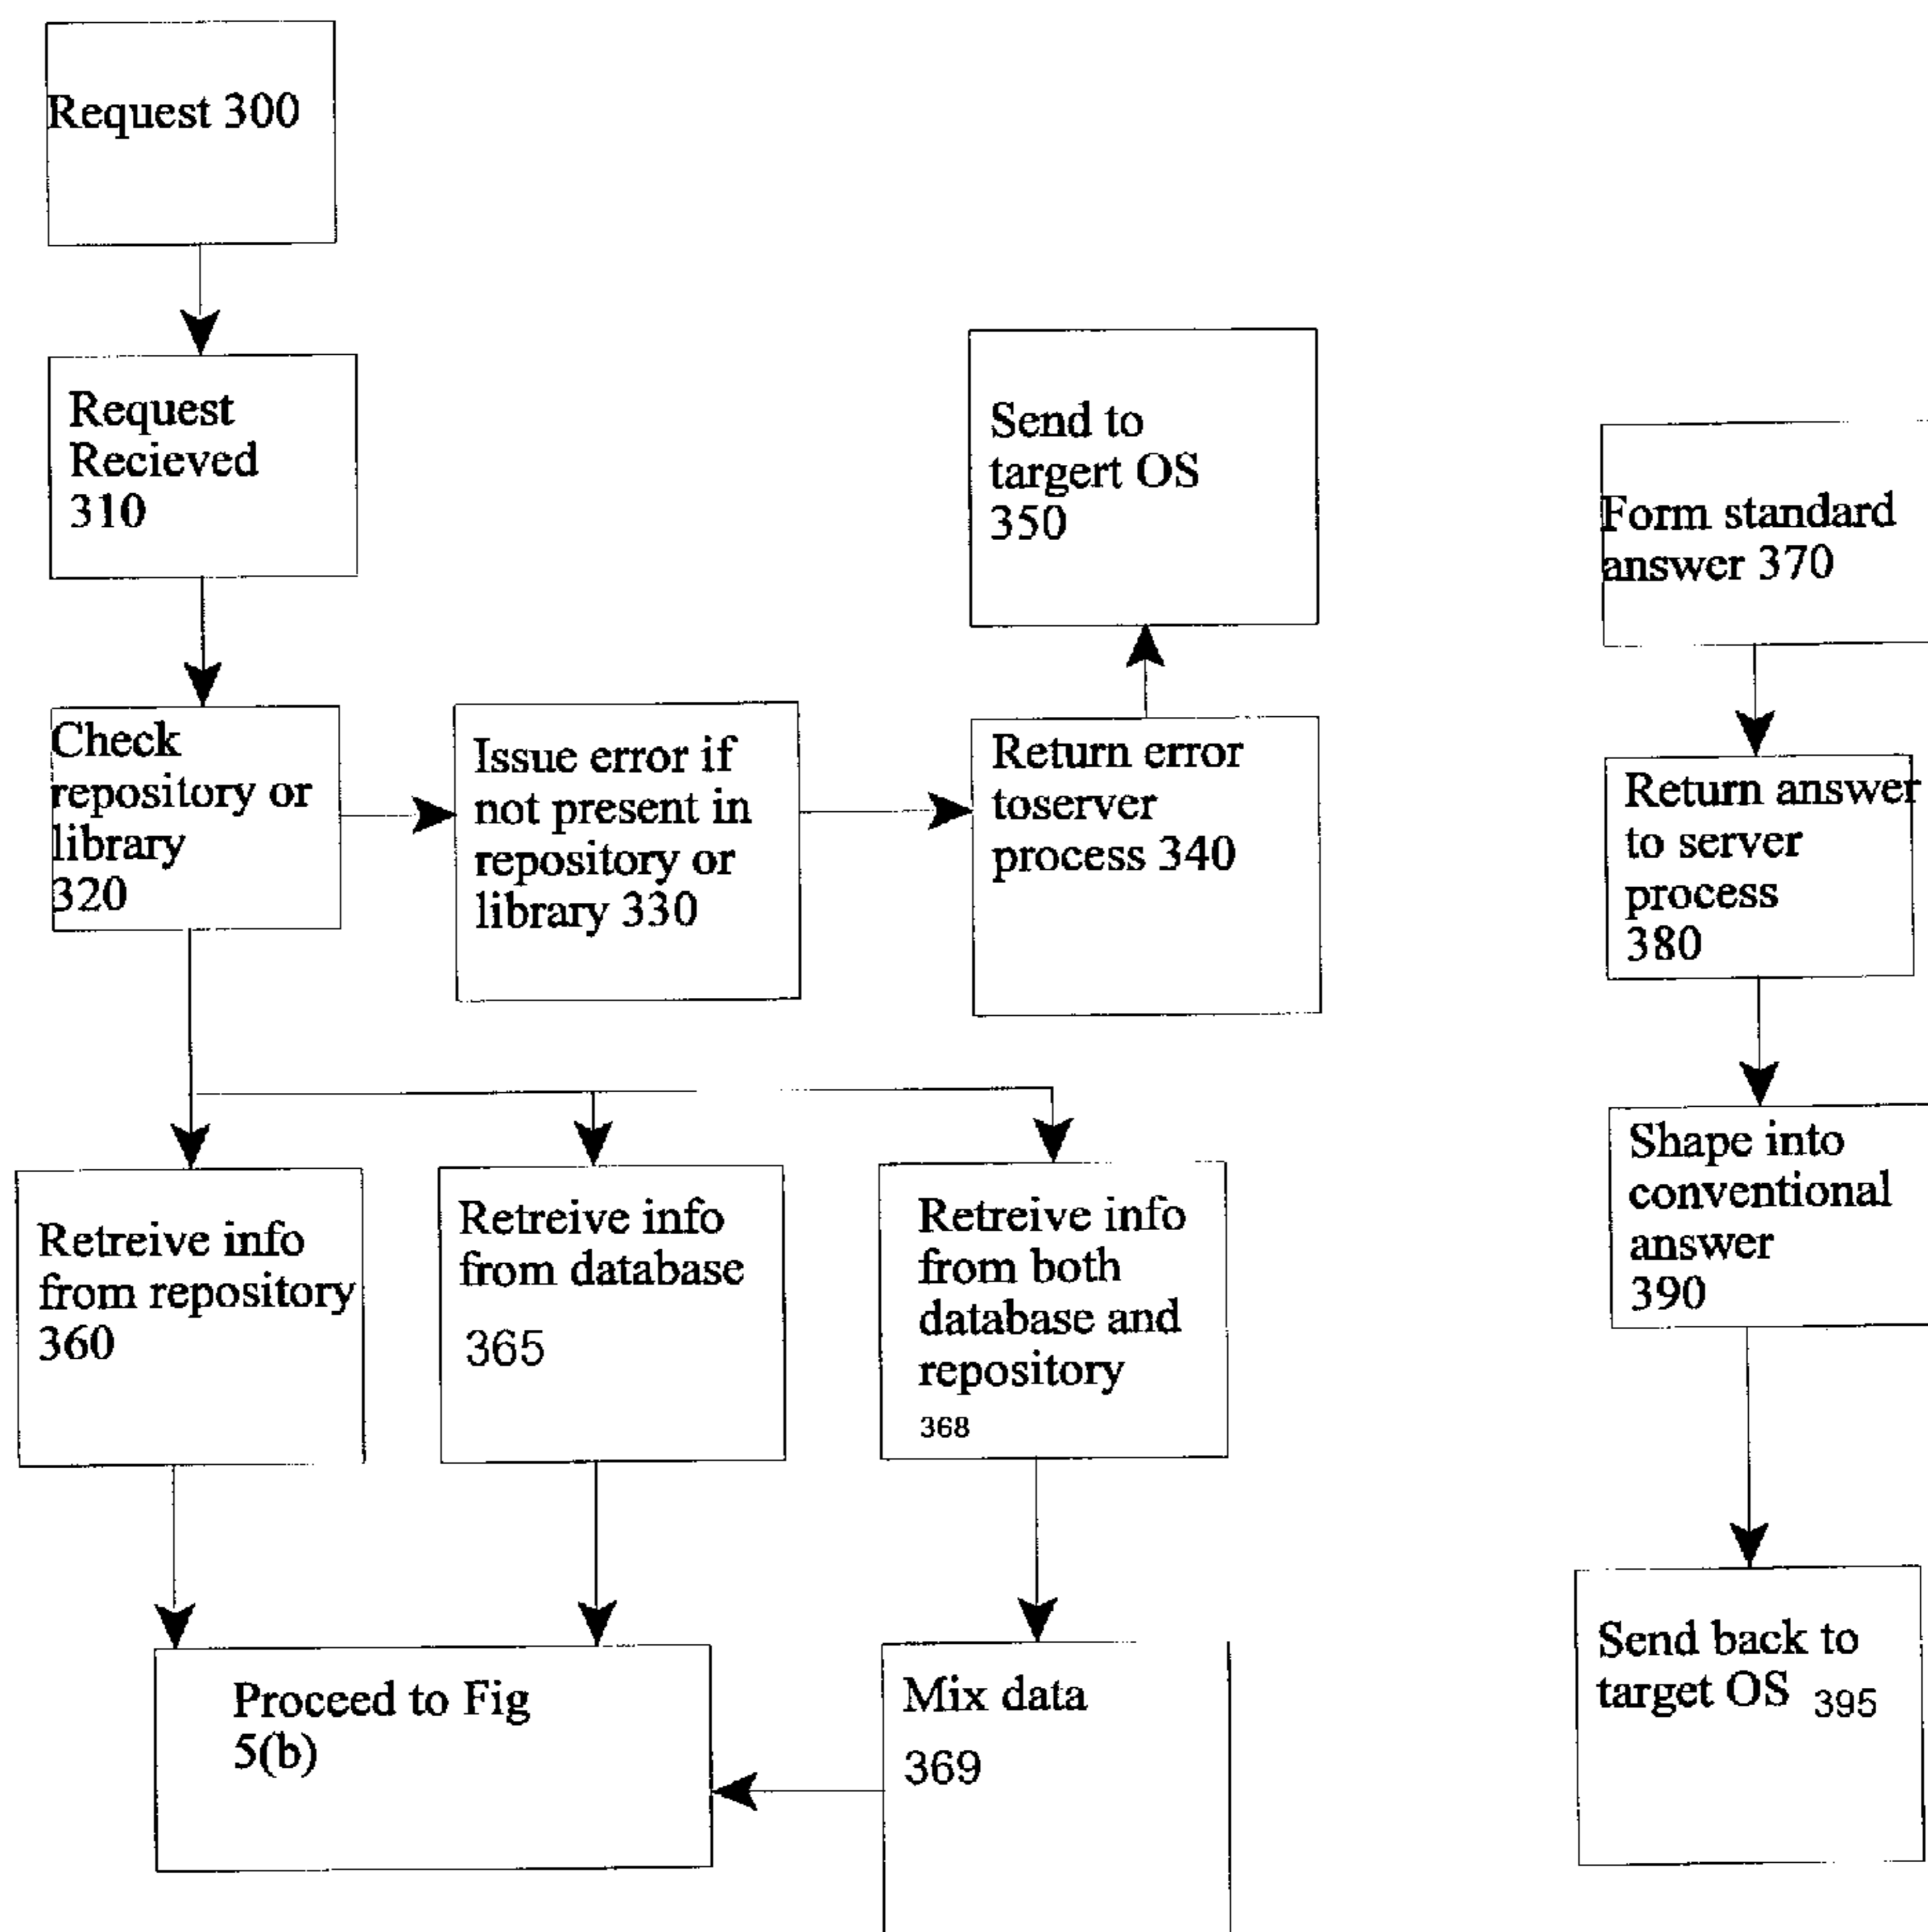 Request 300
Request
Recieved
310
Check
repository or
library
320
Issue error if
not present in
repository or
library 330
Return error
toserver
process 340
Send to
targert OS
350
Retreive info
from repository
360
Retreive info
from database
365
Retreive info
from both
database and
repository
368
Proceed to Fig
5(b)
Mix data
369
Form standard
answer 370
Return answer
to server
process
380
Shape into
conventional
answer
390
Send back to
target OS 395